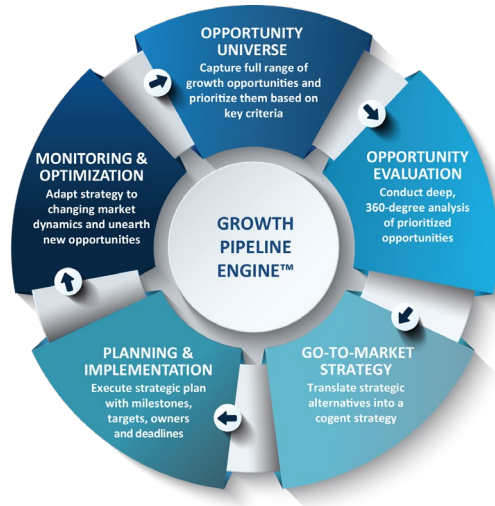 OPPORTUNITY
UNIVERSE
Capture full range of
growth opportunities and
prioritize them based on
key criteria
OPPORTUNITY
EVALUATION
Conduct deep,
360-degree analysis
of prioritized
opportunities
GO-TO-MARKET
STRATEGY
Translate strategic
alternatives into a
cogent strategy
PLANNING &
IMPLEMENTATION
Execute strategic plan
with milestones,
targets, owners
and deadlines
MONITORING &
OPTIMIZATION
Adapt strategy to
changing market
dynamics and unearth
new opportunities
GROWTH
PIPELINE
ENGINE™